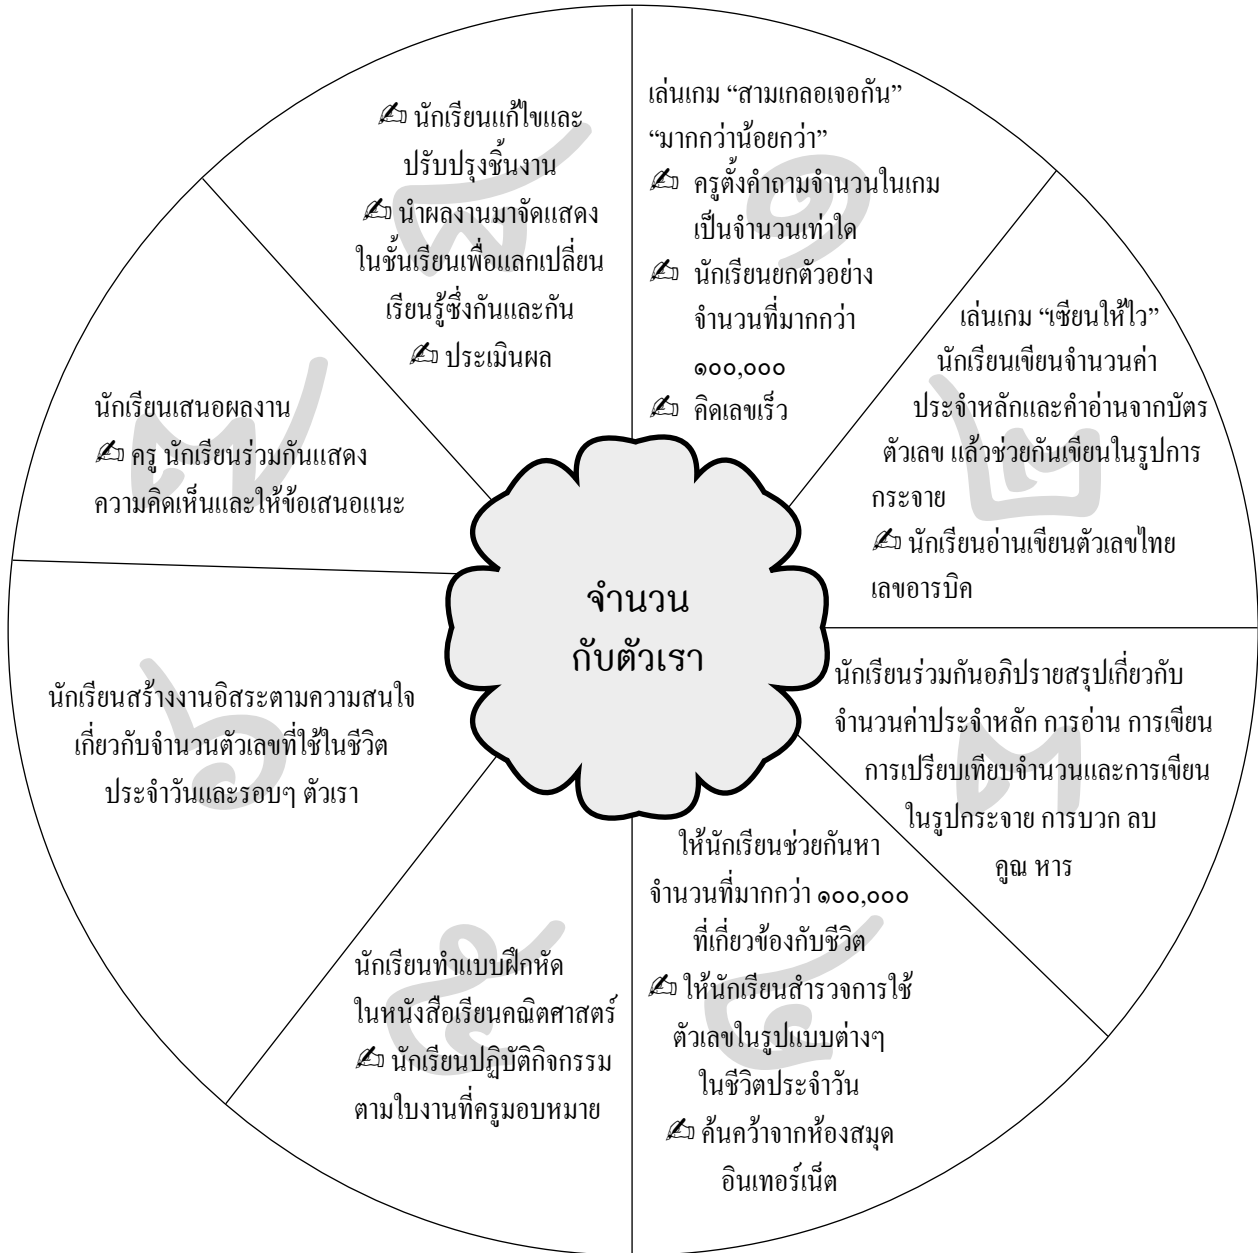 จำนวน
กับตัวเรา
๑
เล่นเกม “สามเกลอเจอกัน”
“มากกว่าน้อยกว่า”
✍ ครูตั้งคำถามจำนวนในเกม
เป็นจำนวนเท่าใด
✍ นักเรียนยกตัวอย่าง
จำนวนที่มากกว่า
๑๐๐,๐๐๐
✍ คิดเลขเร็ว
๒
เล่นเกม “เซียนให้ไว”
นักเรียนเขียนจำนวนค่า
ประจำหลักและคำอ่านจากบัตร
ตัวเลข แล้วช่วยกันเขียนในรูปการ
กระจาย
✍ นักเรียนอ่านเขียนตัวเลขไทย
เลขอารบิค
๓
นักเรียนร่วมกันอภิปรายสรุปเกี่ยวกับ
จำนวนค่าประจำหลัก การอ่าน การเขียน
การเปรียบเทียบจำนวนและการเขียน
ในรูปกระจาย การบวก ลบ
คูณ หาร
๔
ให้นักเรียนช่วยกันหา
จำนวนที่มากกว่า ๑๐๐,๐๐๐
ที่เกี่ยวข้องกับชีวิต
✍ ให้นักเรียนสำรวจการใช้
ตัวเลขในรูปแบบต่างๆ
ในชีวิตประจำวัน
✍ ค้นคว้าจากห้องสมุด
อินเทอร์เน็ต
๕
นักเรียนทำแบบฝึกหัด
ในหนังสือเรียนคณิตศาสตร์
✍ นักเรียนปฏิบัติกิจกรรม
ตามใบงานที่ครูมอบหมาย
๖
นักเรียนสร้างงานอิสระตามความสนใจ
เกี่ยวกับจำนวนตัวเลขที่ใช้ในชีวิต
ประจำวันและรอบๆ ตัวเรา
๗
นักเรียนเสนอผลงาน
✍ ครู นักเรียนร่วมกันแสดง
ความคิดเห็นและให้ข้อเสนอแนะ
๘
✍ นักเรียนแก้ไขและ
ปรับปรุงชิ้นงาน
✍ นำผลงานมาจัดแสดง
ในชั้นเรียนเพื่อแลกเปลี่ยน
เรียนรู้ซึ่งกันและกัน
✍ ประเมินผล